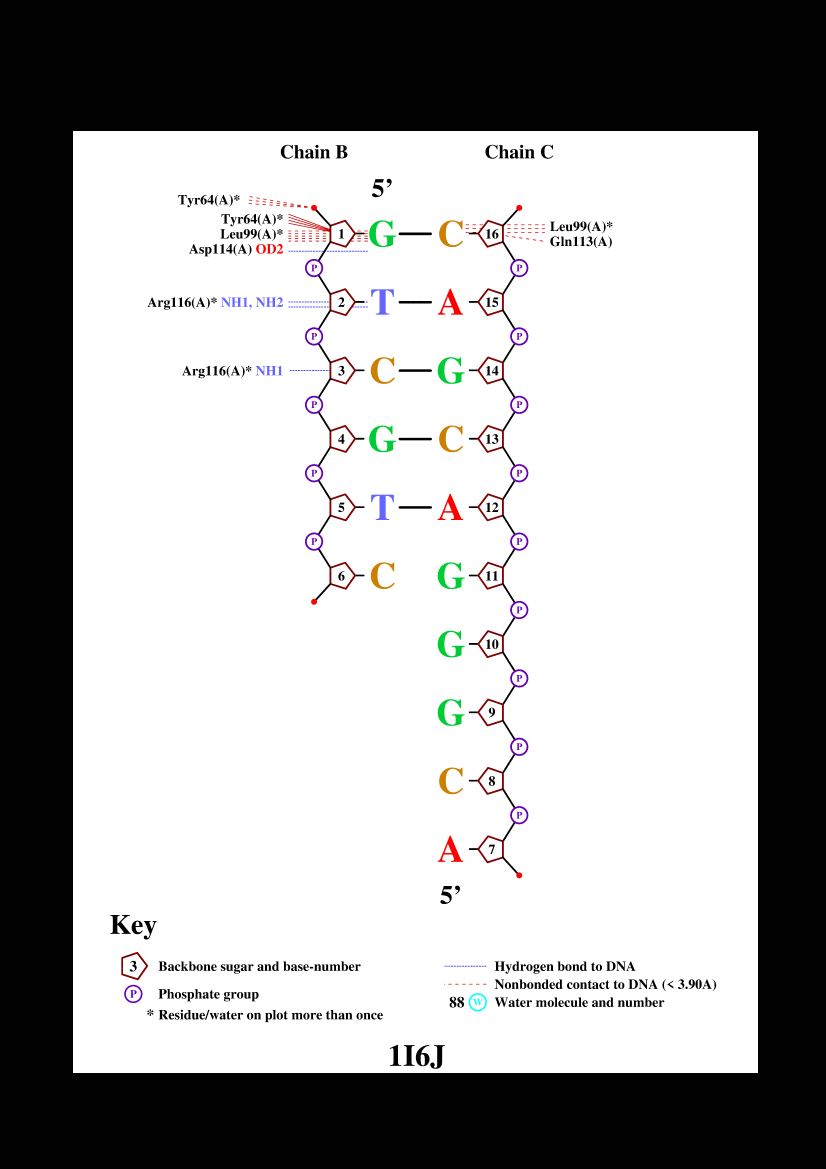 Chain B Chain C
5’
Tyr64(A)*
Tyr64(A)*
Leu99(A)*
Asp114(A) OD2
1 G C 16
Leu99(A)*
Gln113(A)
P P
Arg116(A)* NH1, NH2 2 T A 15
P P
Arg116(A)* NH1 3 C G 14
P P
4 G C 13
P P
5 T A 12
P P
6 C G 11
P
G 10
P
G 9
P
C 8
P
A 7
5’
Key
3 Backbone sugar and base-number
P Phosphate group
* Residue/water on plot more than once
Hydrogen bond to DNA
Nonbonded contact to DNA (< 3.90A)
88 W Water molecule and number
1I6J